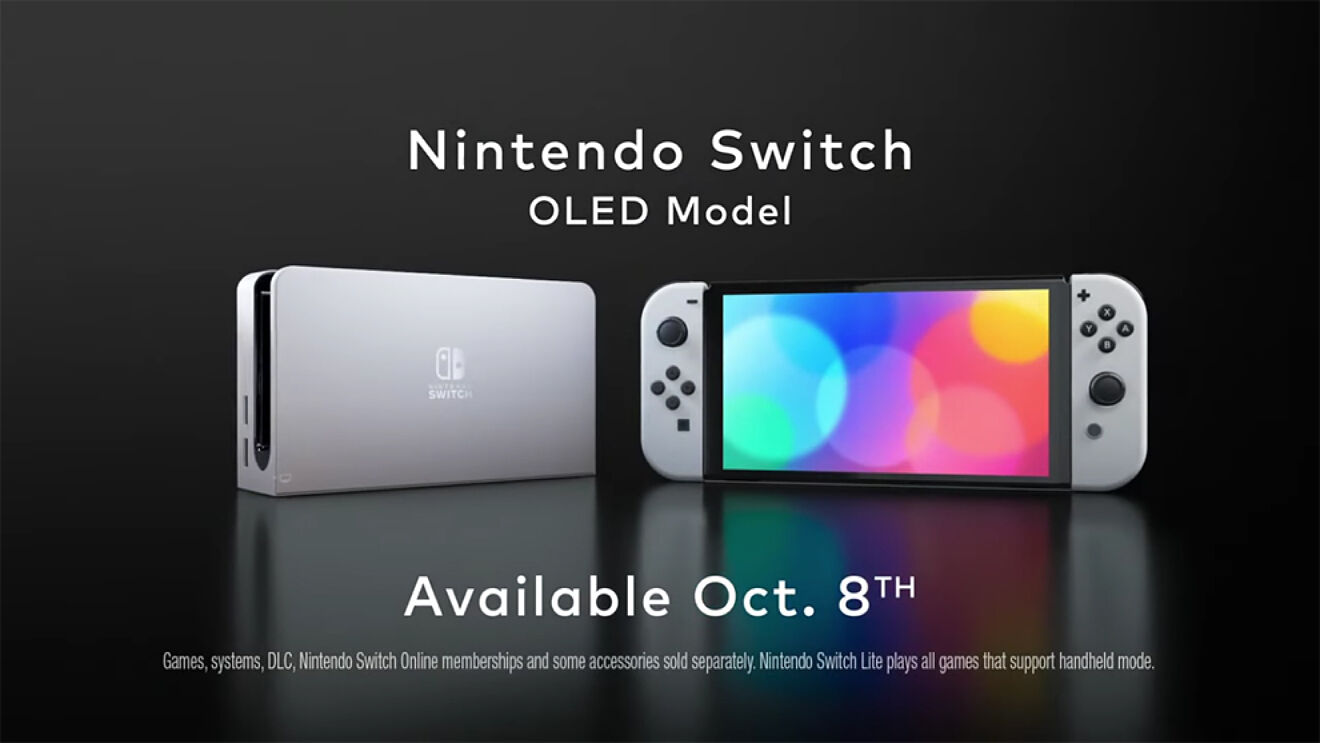 Nintendo Switch
OLED Model
NINTENDO
SWITCH
X
Y A
B
Available Oct. 8TH
Games, systems, DLC, Nintendo Switch Online memberships and some accessories sold separately. Nintendo Switch Lite plays all games that support handheld mode.